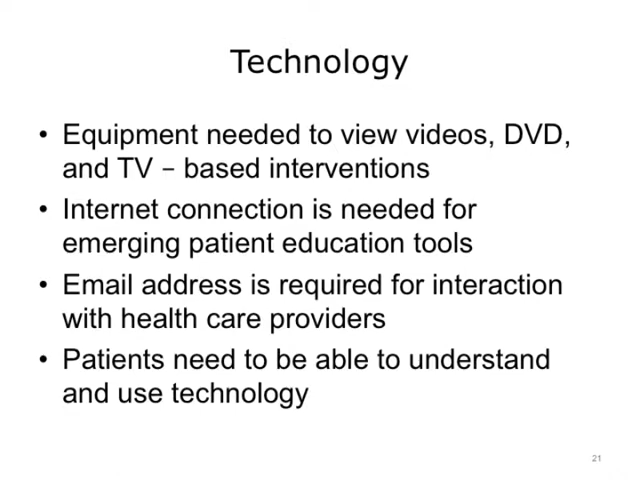 Technology
• Equipment needed to view videos, DVD,
and TV – based interventions
• Internet connection is needed for
emerging patient education tools
• Email address is required for interaction
with health care providers
• Patients need to be able to understand
and use technology
21